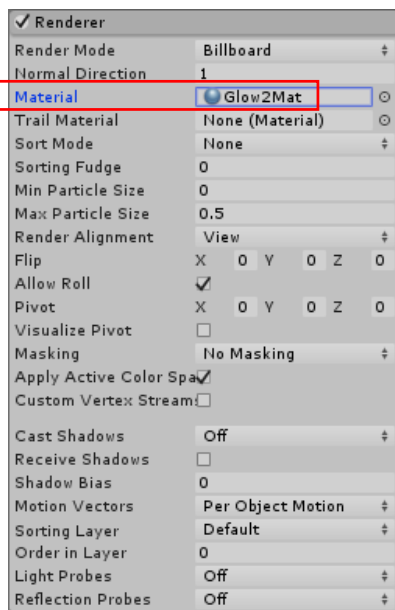 Renderer
Render Mode Billboard
Normal Direction 1
Material Glow2Mat
Trail Material None (Material)
Sort Mode None
Sorting Fudge 0
Min Particle Size 0
Max Particle Size 0.5
Render Alignment View
Flip X 0 Y 0 Z 0
Allow Roll
Pivot X 0 Y 0 Z 0
Visualize Pivot
Masking No Masking
Apply Active Color Spa
Custom Vertex Stream
Cast Shadows Off
Receive Shadows
Shadow Bias 0
Motion Vectors Per Object Motion
Sorting Layer Default
Order in Layer 0
Light Probes Off
Reflection Probes Off